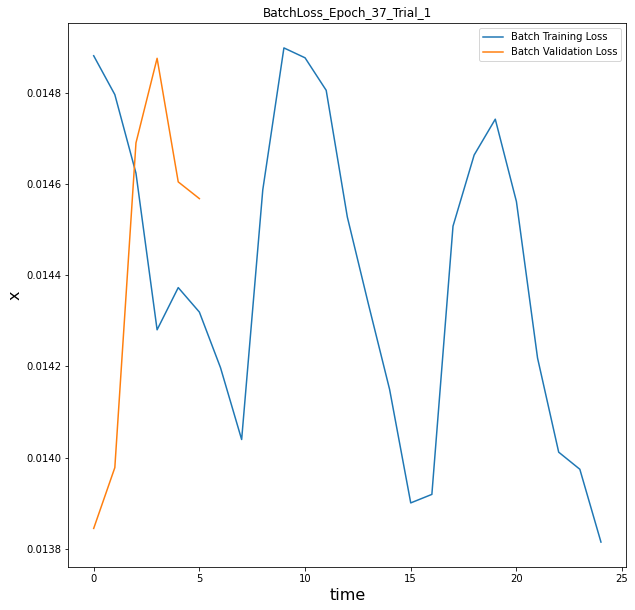 BatchLoss_Epoch_37_Trial_1
Batch Training Loss
Batch Validation Loss
0.0148
0.0146
0.0144
0.0142
0.0140
0.0138
x
0 5 10 15 20 25
time